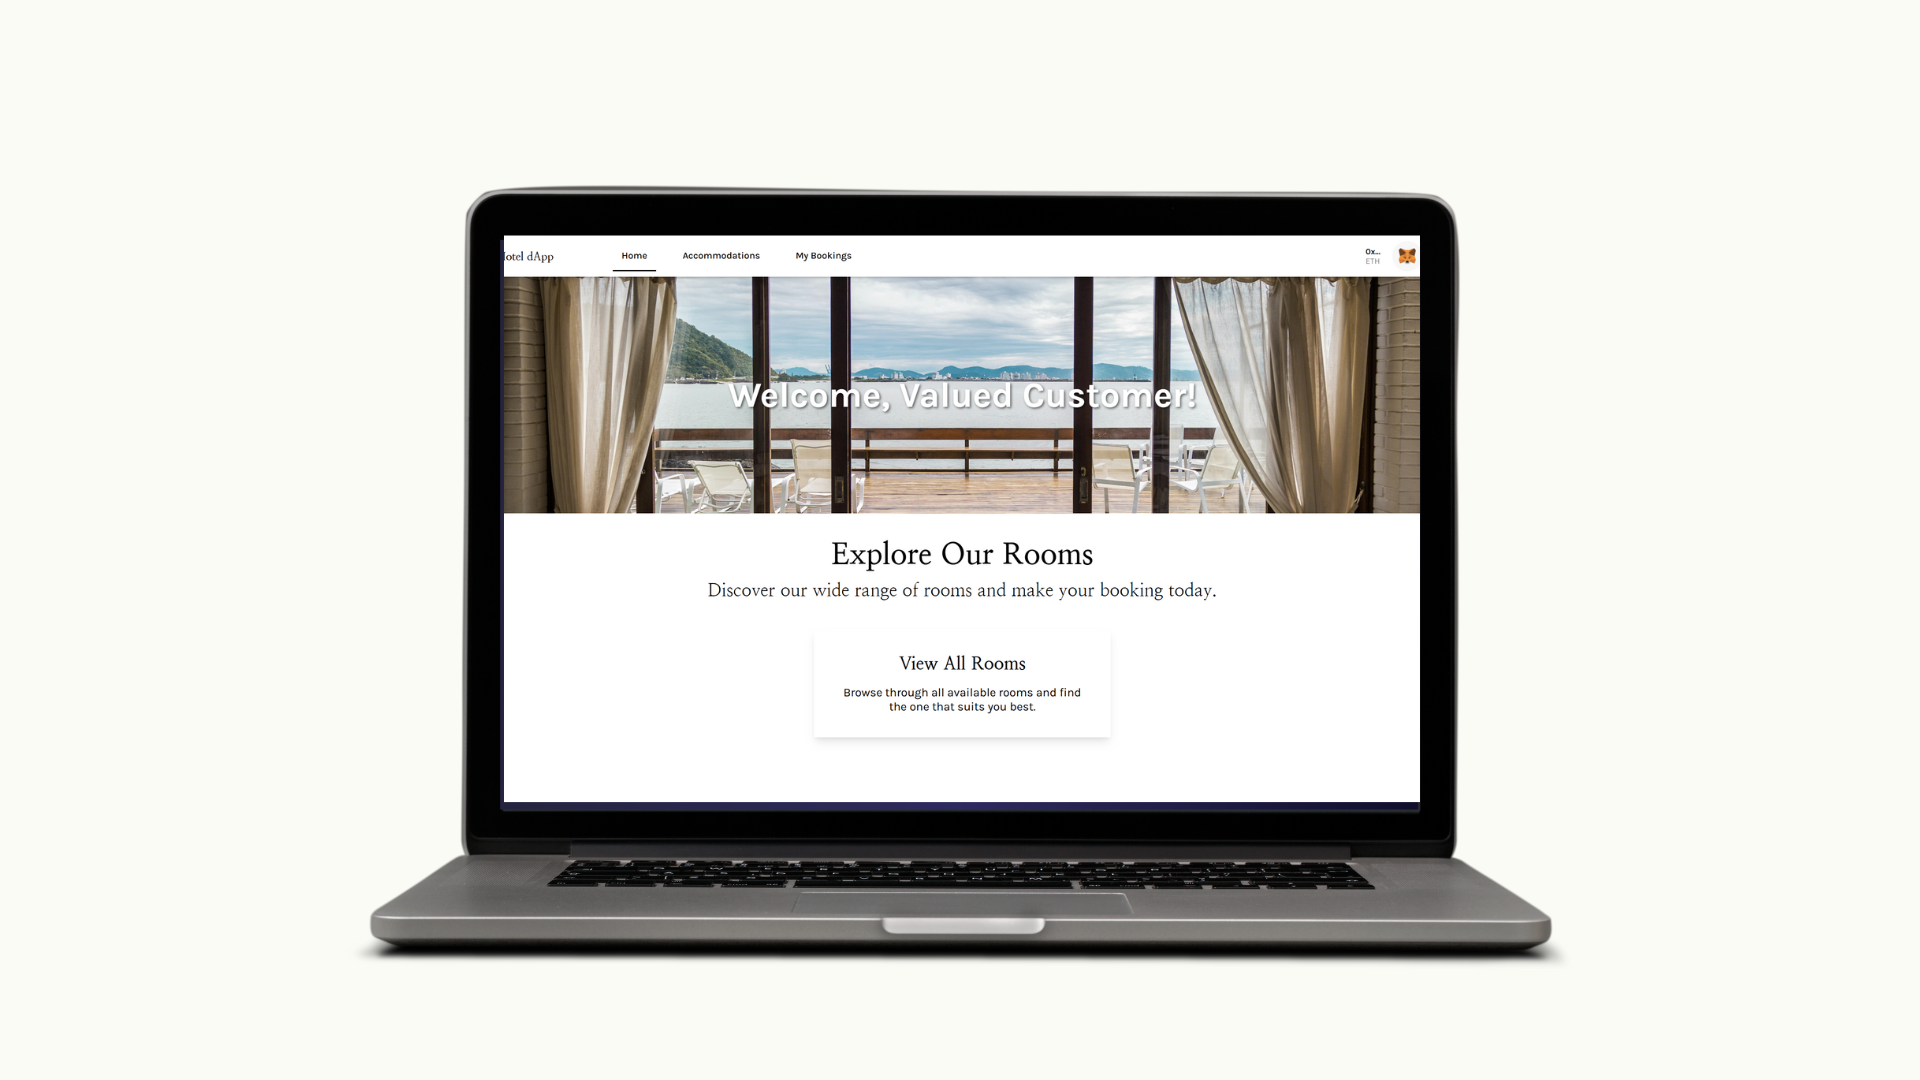 otel dApp
Home
Accommodations
My Bookings
0x...
ETH
Welcome, Valued Customer!
Explore Our Rooms
Discover our wide range of rooms and make your booking today.
View All Rooms
Browse through all available rooms and find
the one that suits you best.